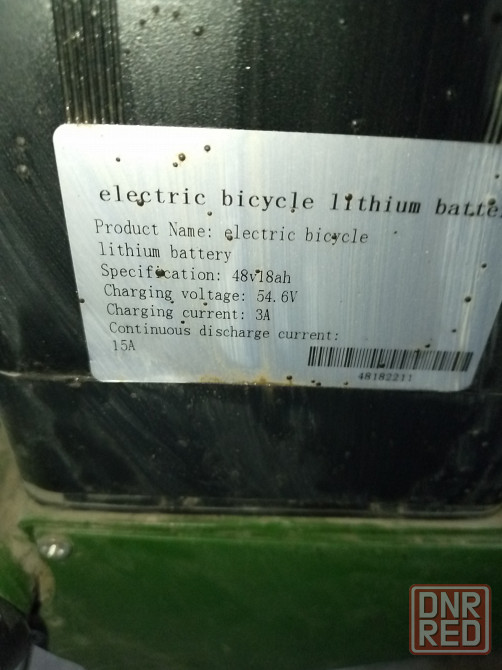 electric bicycle lithium batte
Product Name: electric bicycle
lithium battery
Specification: 48v18ah
Charging voltage: 54.6V
Charging current: 3A
Continuous discharge current:
15A
48182211
DNR
RED